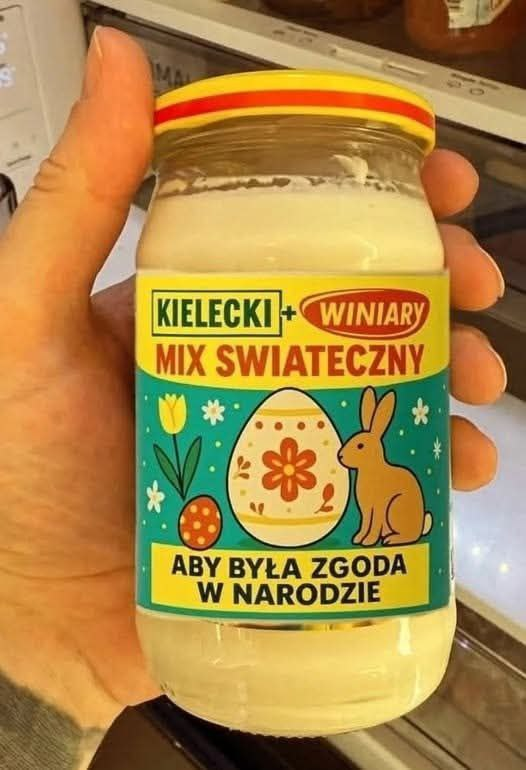 KIELECKI + WINIARY
MIX SWIATECZNY
ABY BYŁA ZGODA
W NARODZIE